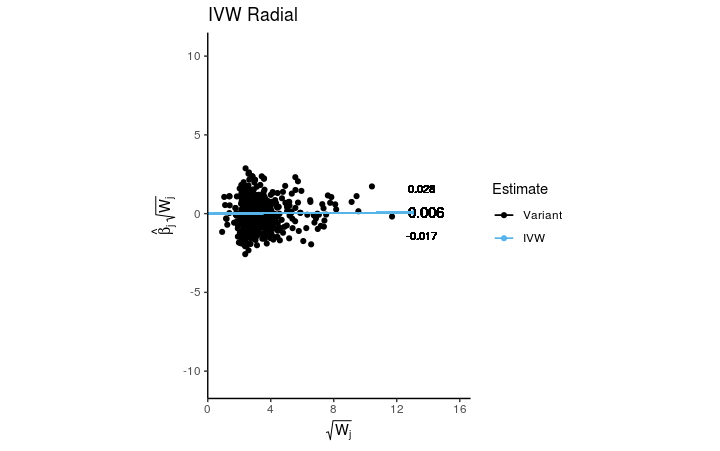 IVW Radial
10
5
0
-5
-10
β̂ⱼ√Wⱼ
0.028
0.006
-0.017
Estimate
Variant
IVW
0 4 8 12 16
√Wⱼ